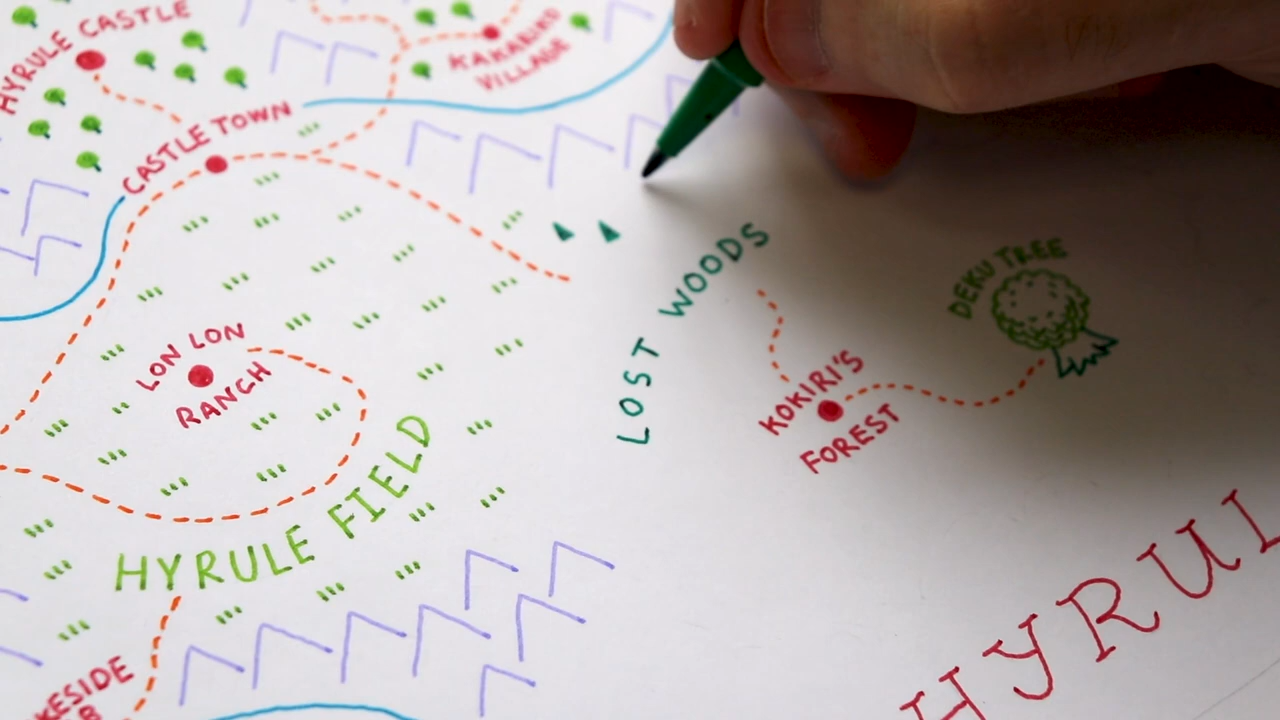 HYRULE CASTLE
KAKARIKO
VILLAGE
CASTLE TOWN
LOST WOODS
DEKU TREE
LON LON
RANCH
KOKIRI'S
FOREST
HYRULE FIELD
HYRUL
KESIDE